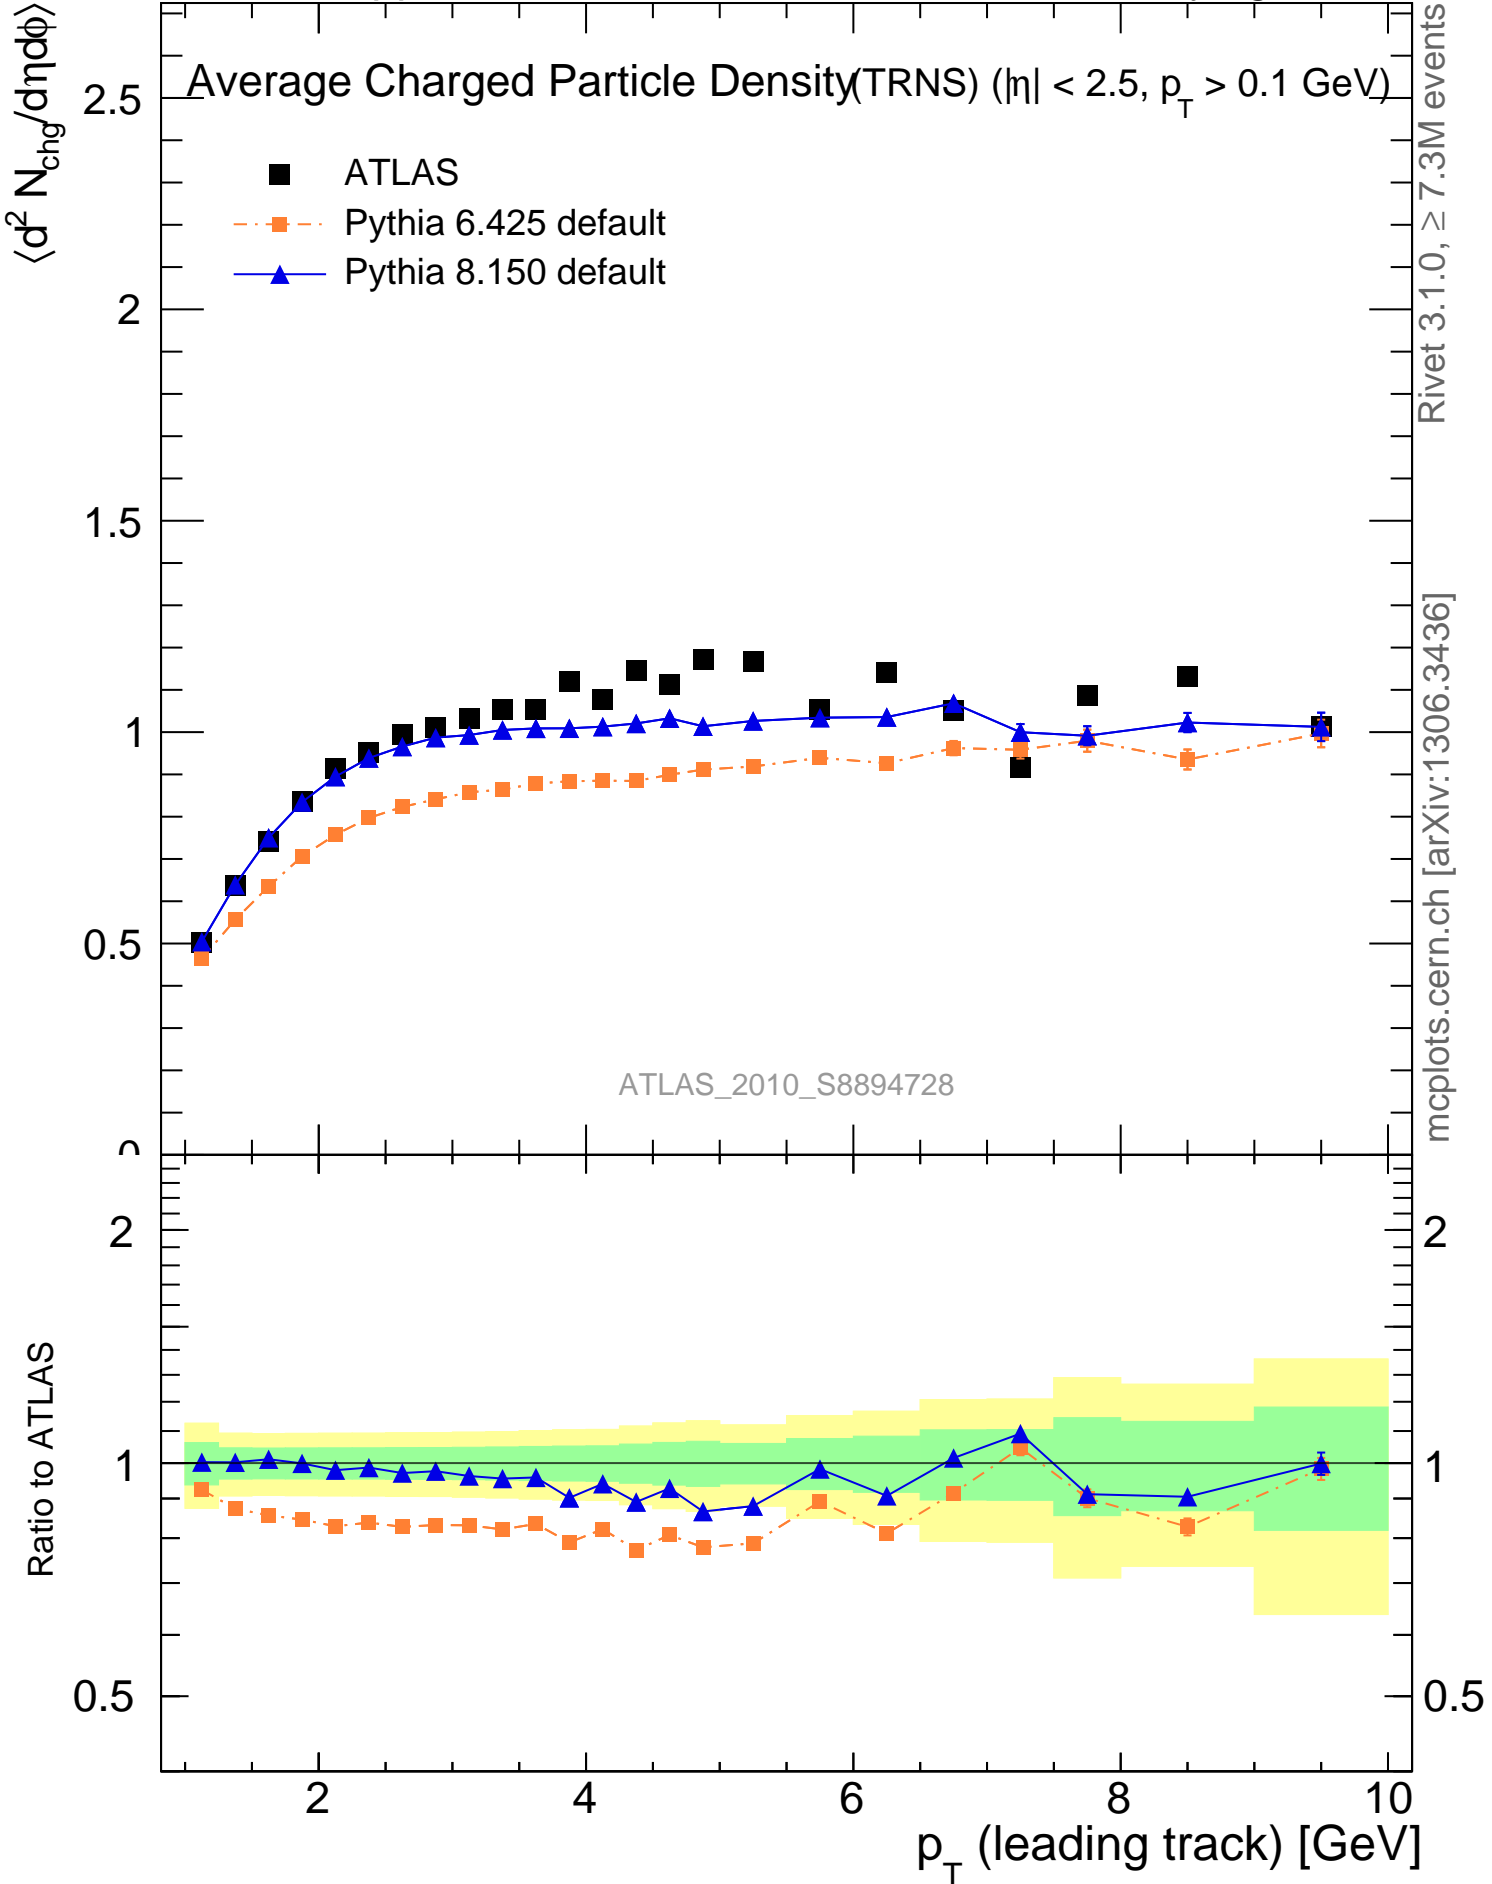 Average Charged Particle Density(TRNS) (|η| < 2.5, p_T > 0.1 GeV)
⟨d² N_chg/dηdϕ⟩
ATLAS
Pythia 6.425 default
Pythia 8.150 default
2.5
2
1.5
1
0.5
0
ATLAS_2010_S8894728
Rivet 3.1.0, ≥ 7.3M events
mcplots.cern.ch [arXiv:1306.3436]
Ratio to ATLAS
2
1
0.5
2
1
0.5
2 4 6 8 10
p_T (leading track) [GeV]